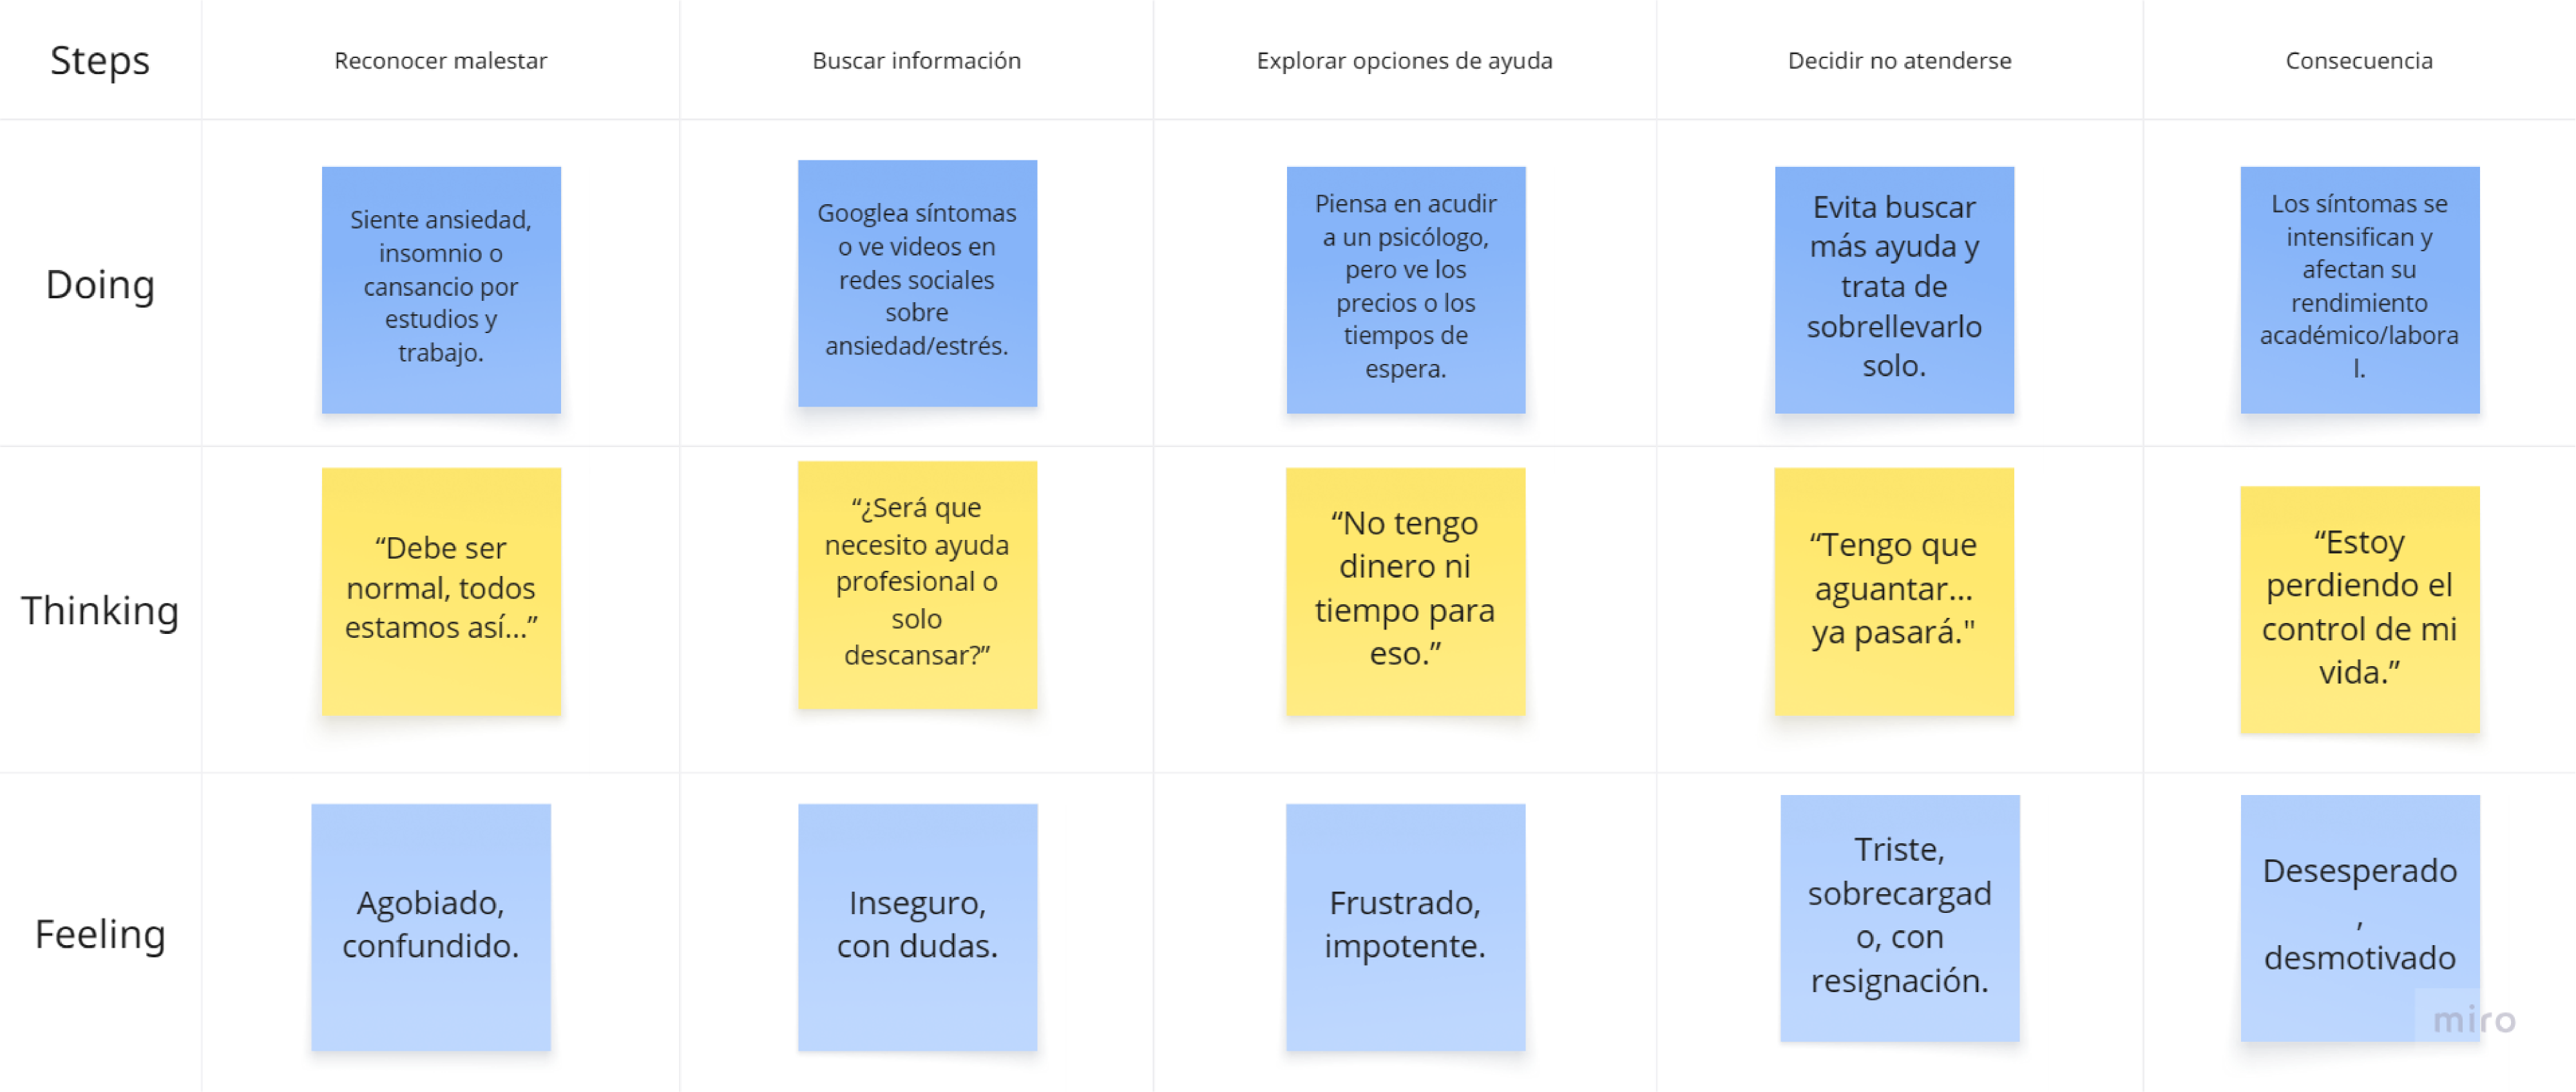 Steps
Reconocer malestar
Buscar información
Explorar opciones de ayuda
Decidir no atenderse
Consecuencia
Doing
Siente ansiedad,
insomnio o
cansancio por
estudios y
trabajo.
Googlea síntomas
o ve videos en
redes sociales
sobre
ansiedad/estrés.
Piensa en acudir
a un psicólogo,
pero ve los
precios o los
tiempos de
espera.
Evita buscar
más ayuda y
trata de
sobrellevarlo
solo.
Los síntomas se
intensifican y
afectan su
rendimiento
académico/labora
l.
Thinking
“Debe ser
normal, todos
estamos así...”
“¿Será que
necesito ayuda
profesional o
solo
descansar?”
“No tengo
dinero ni
tiempo para
eso.”
“Tengo que
aguantar...
ya pasará."
“Estoy
perdiendo el
control de mi
vida.”
Feeling
Agobiado,
confundido.
Inseguro,
con dudas.
Frustrado,
impotente.
Triste,
sobrecargad
o, con
resignación.
Desesperado
,
desmotivado
miro